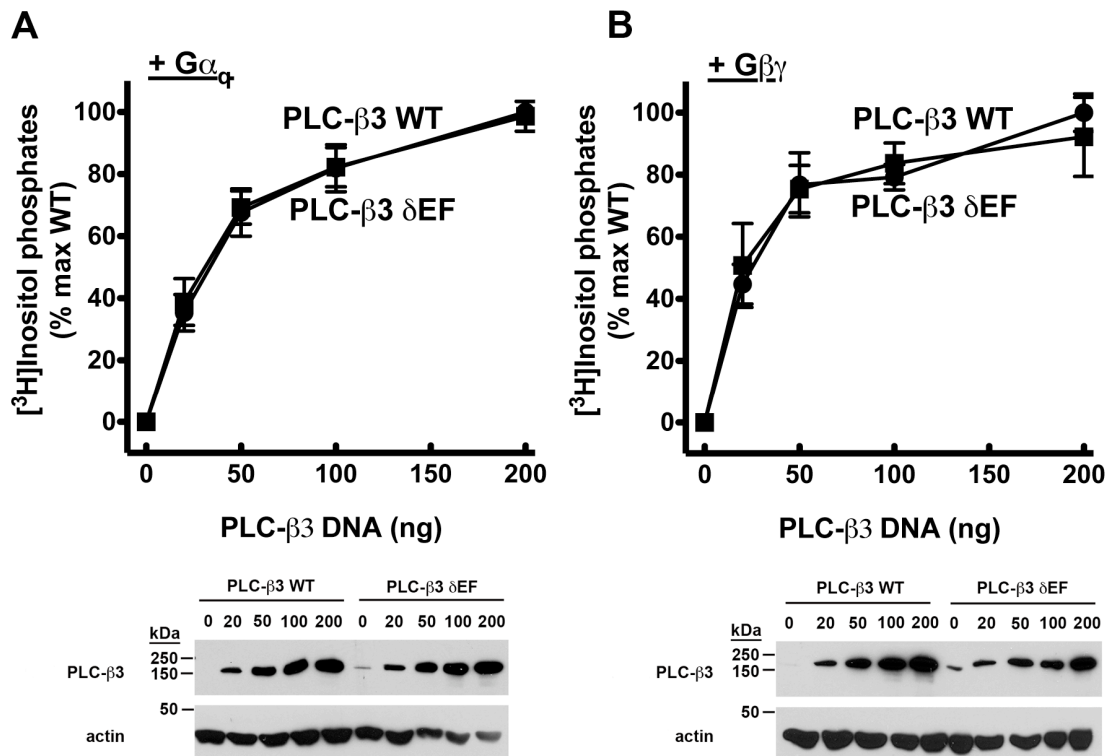 A
+ Gαq
[³H]Inositol phosphates
(% max WT)
100
80
60
40
20
0
PLC-β3 WT
PLC-β3 δEF
0 50 100 150 200
PLC-β3 DNA (ng)
PLC-β3 WT PLC-β3 δEF
0 20 50 100 200 0 20 50 100 200
kDa
250
PLC-β3 150
50
actin
B
+ Gβγ
[³H]Inositol phosphates
(% max WT)
100
80
60
40
20
0
PLC-β3 WT
PLC-β3 δEF
0 50 100 150 200
PLC-β3 DNA (ng)
PLC-β3 WT PLC-β3 δEF
0 20 50 100 200 0 20 50 100 200
kDa
250
PLC-β3 150
50
actin